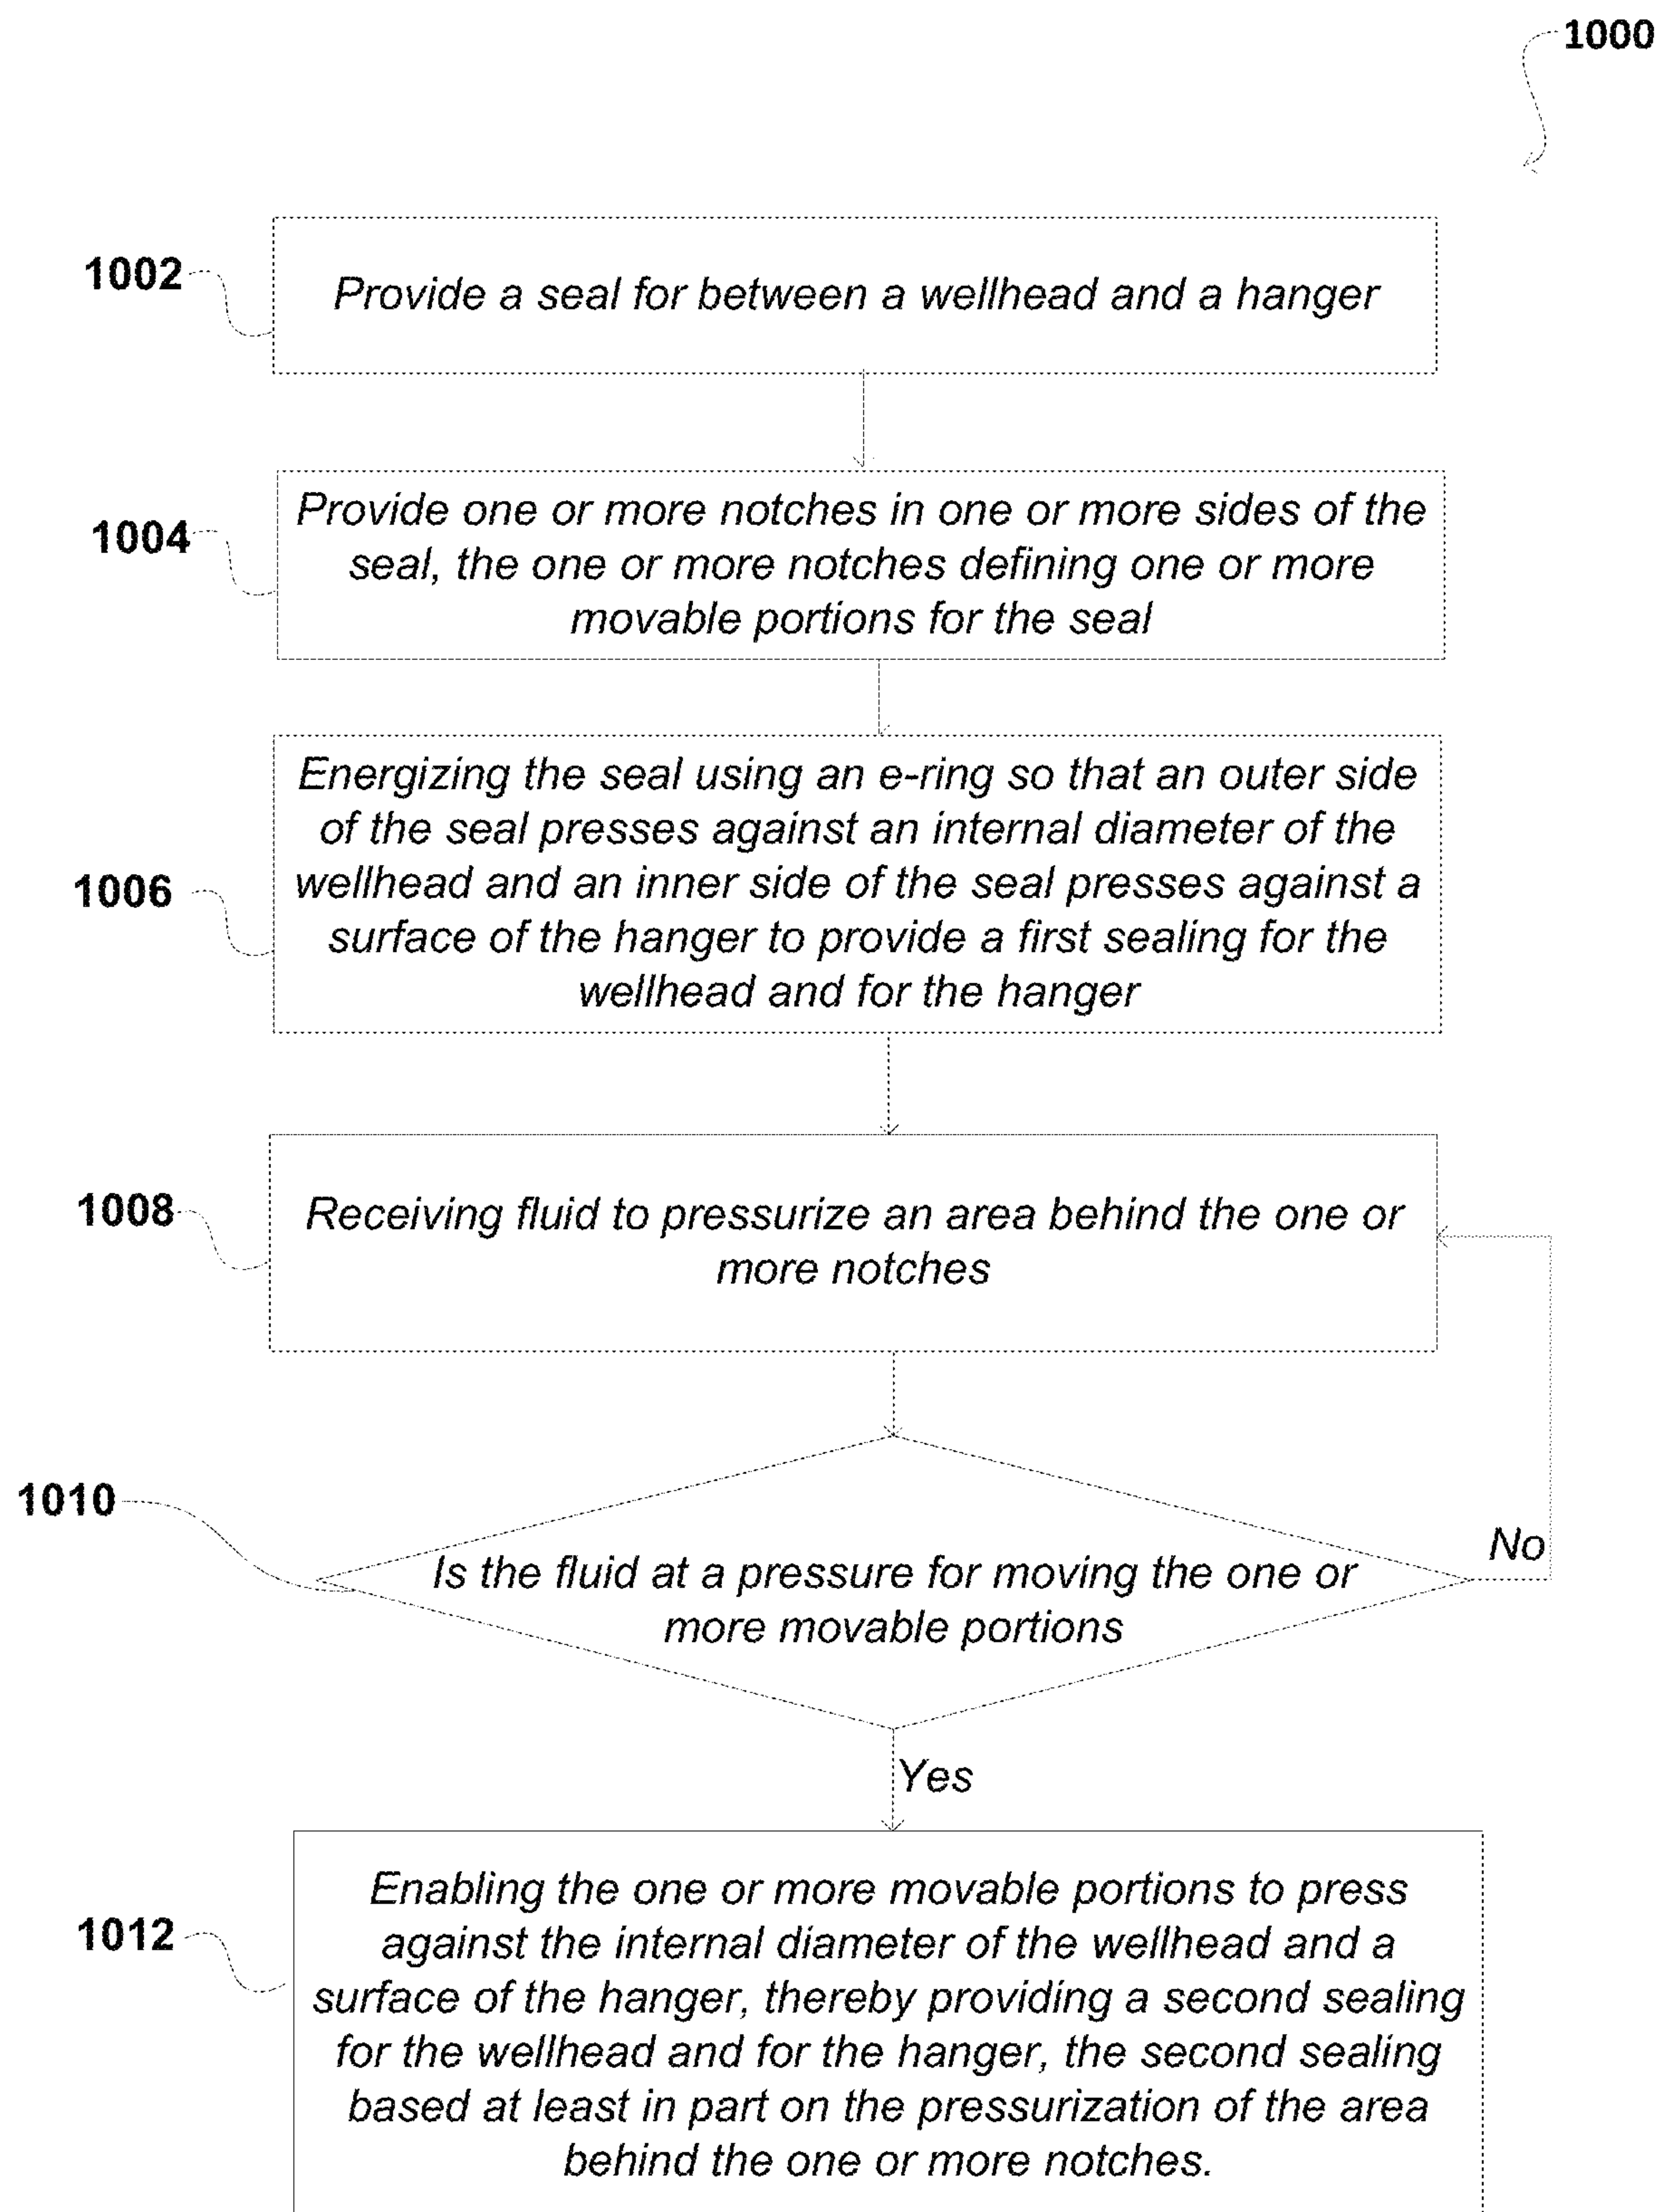 1000
1002
Provide a seal for between a wellhead and a hanger
1004
Provide one or more notches in one or more sides of the
seal, the one or more notches defining one or more
movable portions for the seal
1006
Energizing the seal using an e-ring so that an outer side
of the seal presses against an internal diameter of the
wellhead and an inner side of the seal presses against a
surface of the hanger to provide a first sealing for the
wellhead and for the hanger
1008
Receiving fluid to pressurize an area behind the one or
more notches
1010
Is the fluid at a pressure for moving the one or
more movable portions
No
Yes
1012
Enabling the one or more movable portions to press
against the internal diameter of the wellhead and a
surface of the hanger, thereby providing a second sealing
for the wellhead and for the hanger, the second sealing
based at least in part on the pressurization of the area
behind the one or more notches.